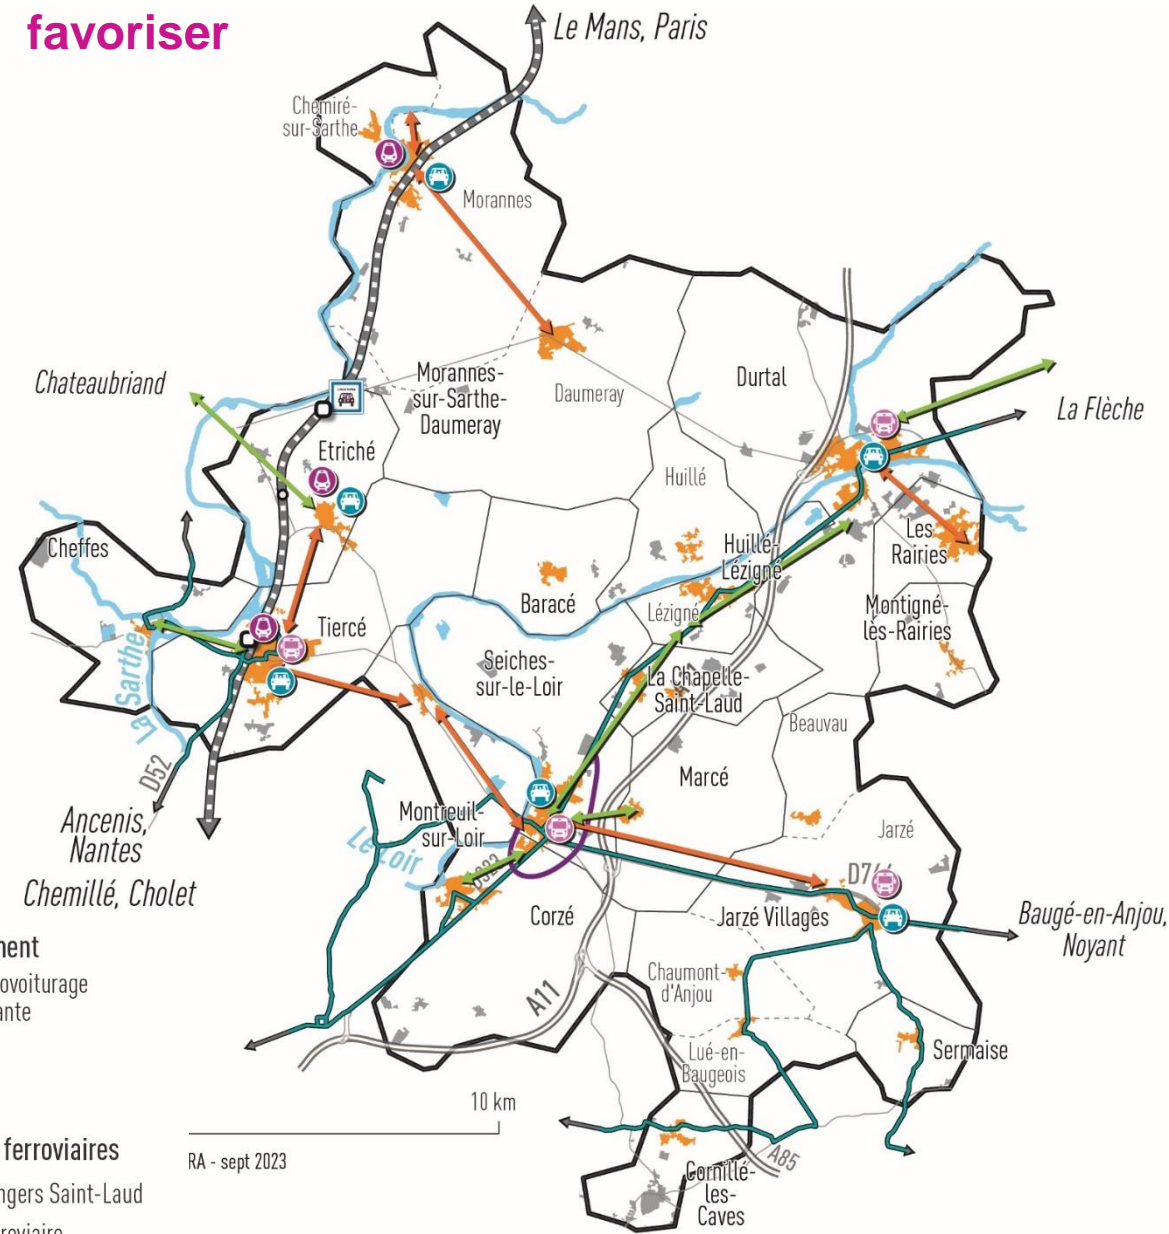 favoriser
Le Mans, Paris
Chemiré-
sur-Sarthe
Morannes
Chateaubriand
Morannes-
sur-Sarthe-
Daumeray
Daumeray
Durtal
La Flèche
Etriché
Huillé
Cheffes
Les
Rairies
Huillé-
Lézigné
Baracé
Lézigné
Montigné-
lès-Rairies
Tiercé
La Sarthe
Seiches-
sur-le-Loir
La Chapelle-
Saint-Laud
Beauvau
D52
Marcé
Ancenis,
Nantes
Montreuil-
sur-Loir
Le Loir
D323
Jarzé
Chemillé, Cholet
Corzé
Jarzé Villages
Baugé-en-Anjou,
Noyant
Chaumont-
d'Anjou
A11
Lué-en-
Baugeois
Sermaise
10 km
RA - sept 2023
A85
Cornillé-
les-
Caves
nent
ovoiturage
ante
ferroviaires
ngers Saint-Laud